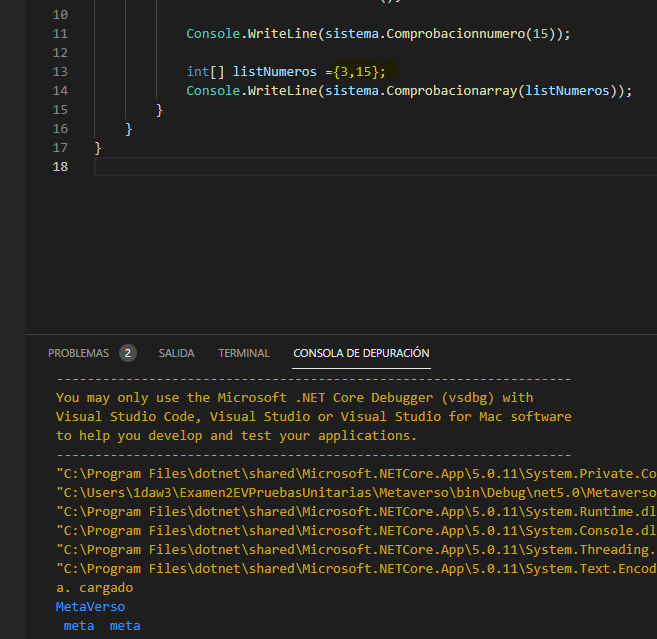 10
11 Console.WriteLine(sistema.Comprobacionnumero(15));
12
13 int[] listNumeros ={3,15};
14 Console.WriteLine(sistema.Comprobacionarray(listNumeros));
15 }
16 }
17 }
18
PROBLEMAS 2 SALIDA TERMINAL CONSOLA DE DEPURACIÓN
-------------------------------------------------------------------
You may only use the Microsoft .NET Core Debugger (vsdbg) with
Visual Studio Code, Visual Studio or Visual Studio for Mac software
to help you develop and test your applications.
-------------------------------------------------------------------
"C:\Program Files\dotnet\shared\Microsoft.NETCore.App\5.0.11\System.Private.Co
"C:\Users\1daw3\Examen2EVPruebasUnitarias\Metaverso\bin\Debug\net5.0\Metaverso
"C:\Program Files\dotnet\shared\Microsoft.NETCore.App\5.0.11\System.Runtime.dl
"C:\Program Files\dotnet\shared\Microsoft.NETCore.App\5.0.11\System.Console.dl
"C:\Program Files\dotnet\shared\Microsoft.NETCore.App\5.0.11\System.Threading.
"C:\Program Files\dotnet\shared\Microsoft.NETCore.App\5.0.11\System.Text.Encod
a. cargado
MetaVerso
meta meta